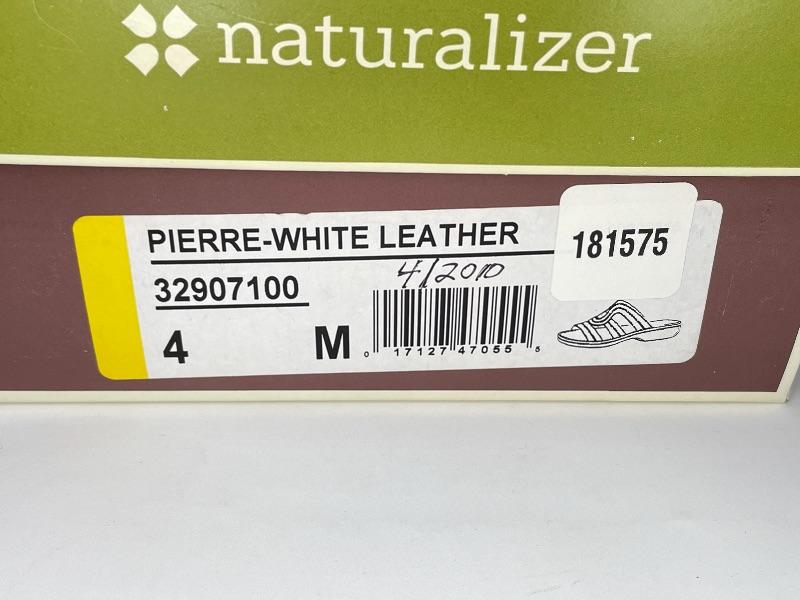 naturalizer
PIERRE-WHITE LEATHER
181575
32907100
4/2010
4 M
0 17127 47055 5